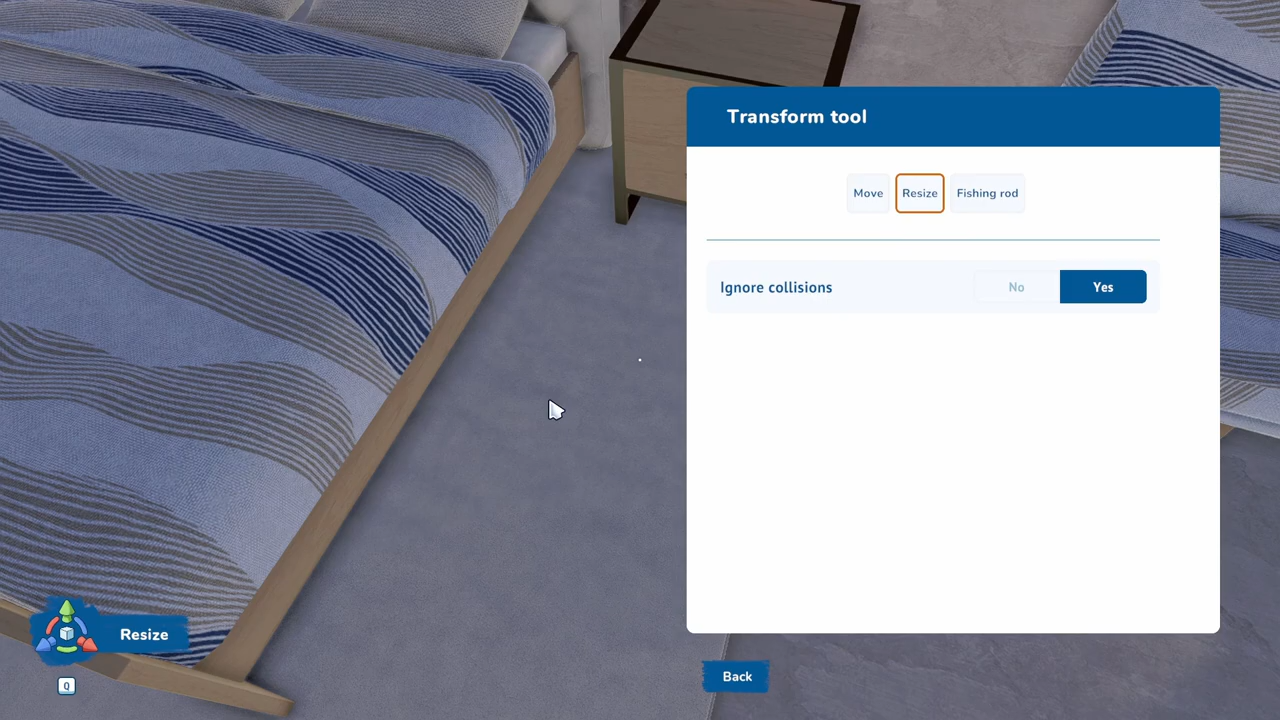 Transform tool
Move Resize Fishing rod
Ignore collisions No Yes
Resize
Q
Back